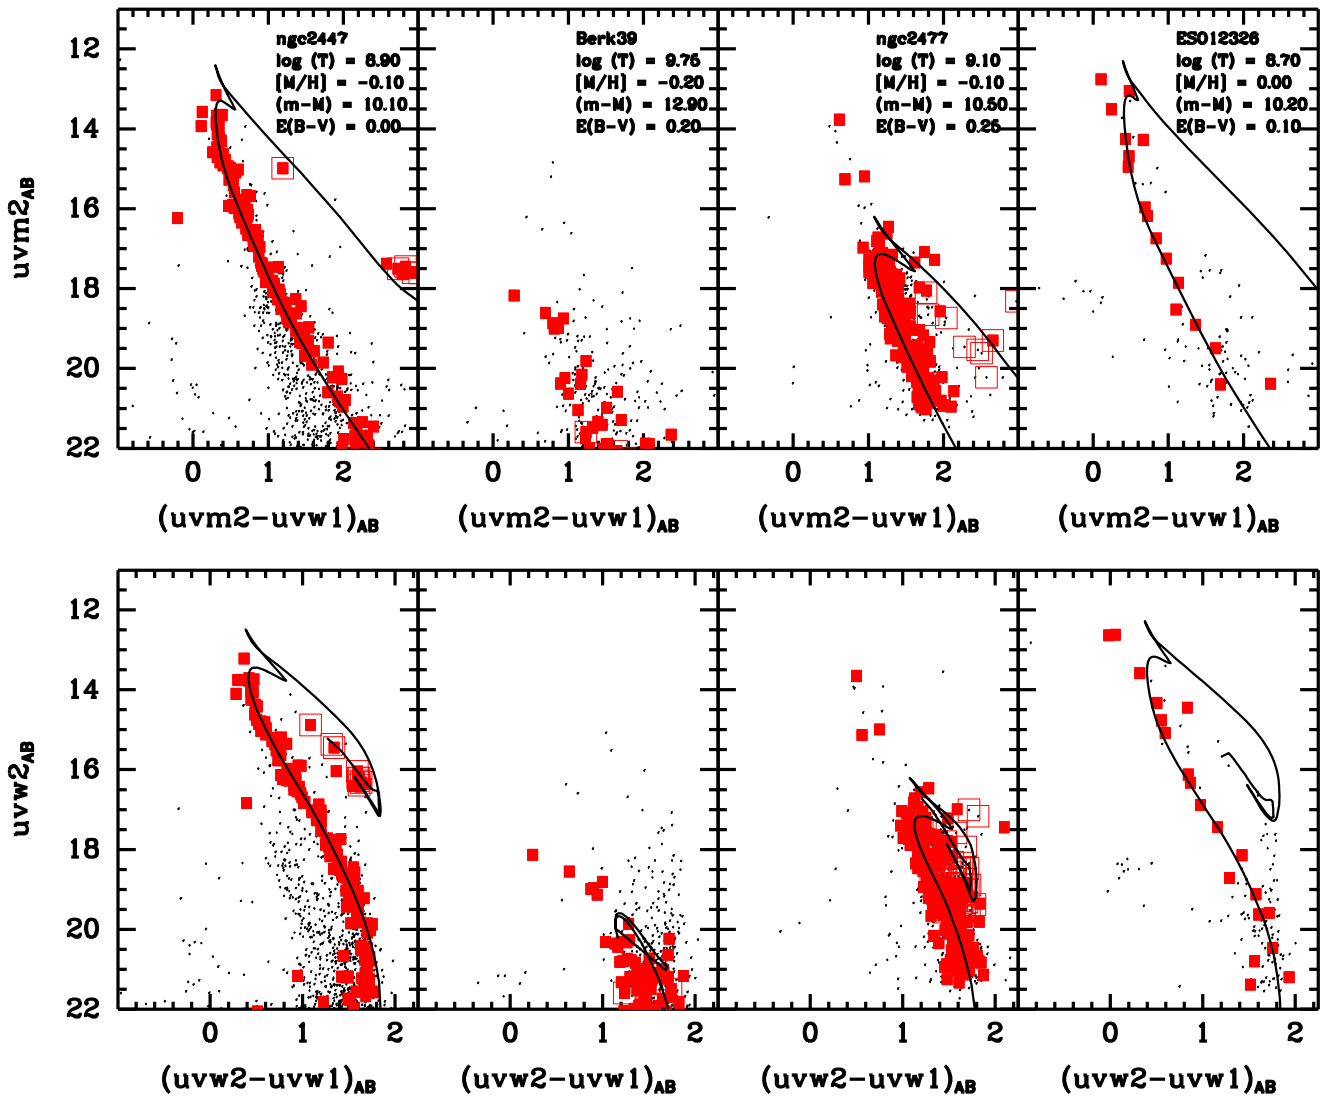 ngc2447
log (T) = 8.90
[M/H] = -0.10
(m-M) = 10.10
E(B-V) = 0.00
Berk39
log (T) = 9.75
[M/H] = -0.20
(m-M) = 12.90
E(B-V) = 0.20
ngc2477
log (T) = 9.10
[M/H] = -0.10
(m-M) = 10.50
E(B-V) = 0.25
ESO12326
log (T) = 8.70
[M/H] = 0.00
(m-M) = 10.20
E(B-V) = 0.10
12
14
16
18
20
22
uvm2AB
0 1 2
0 1 2
0 1 2
0 1 2
(uvm2-uvw1)AB
(uvm2-uvw1)AB
(uvm2-uvw1)AB
(uvm2-uvw1)AB
12
14
16
18
20
22
uvw2AB
0 1 2
0 1 2
0 1 2
0 1 2
(uvw2-uvw1)AB
(uvw2-uvw1)AB
(uvw2-uvw1)AB
(uvw2-uvw1)AB